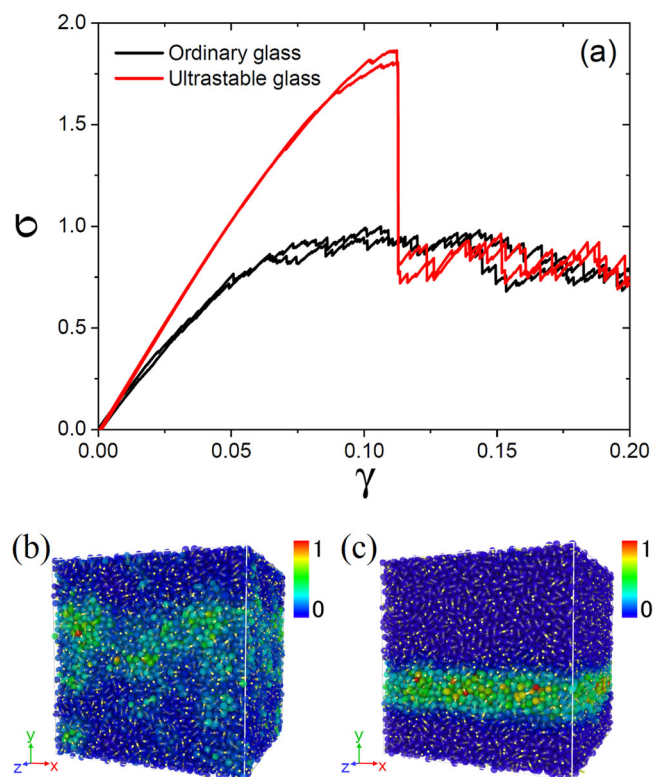 (a)
Ordinary glass
Ultrastable glass
2.0
1.5
1.0
0.5
0.0
σ
0.00 0.05 0.10 0.15 0.20
γ
(b) 1 0 (c) 1 0
y z x y z x